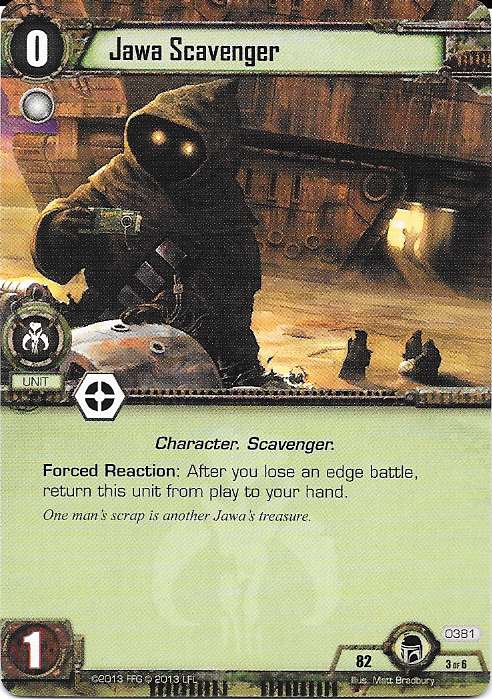 0
Jawa Scavenger
UNIT
Character. Scavenger.
Forced Reaction: After you lose an edge battle,
return this unit from play to your hand.
One man's scrap is another Jawa's treasure.
1
82
0381
3 OF 6
©2013 FFG © 2013 LFL
Illus. Matt Bradbury